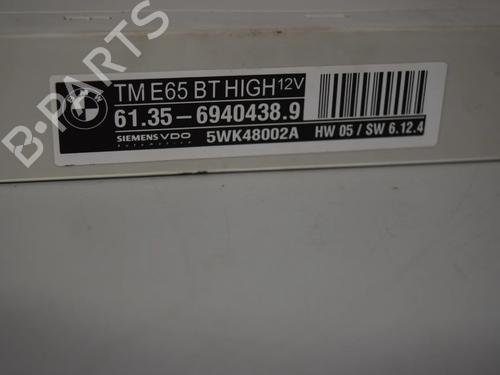 B-PARTS
TM E65 BT HIGH 12V
61.35 – 6940438.9
SIEMENS VDO
Automotive
5WK48002A
HW 05 / SW 6.12.4